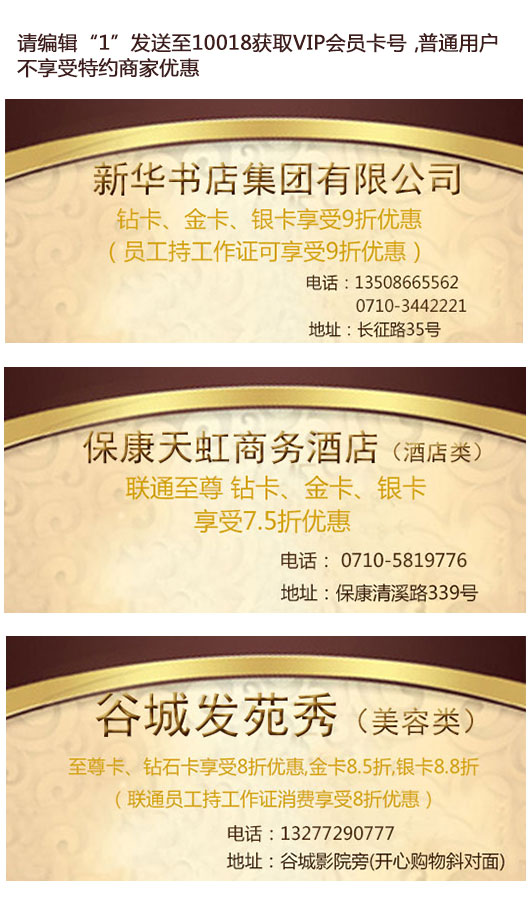 请编辑“1”发送至10018获取VIP会员卡号 ,普通用户
不享受特约商家优惠
新华书店集团有限公司
钻卡、金卡、银卡享受9折优惠
（员工持工作证可享受9折优惠）
电话：13508665562
0710-3442221
地址：长征路35号
保康天虹商务酒店（酒店类）
联通至尊 钻卡、金卡、银卡
享受7.5折优惠
电话： 0710-5819776
地址：保康清溪路339号
谷城发苑秀（美容类）
至尊卡、钻石卡享受8折优惠,金卡8.5折,银卡8.8折
（联通员工持工作证消费享受8折优惠）
电话：13277290777
地址：谷城影院旁(开心购物斜对面)